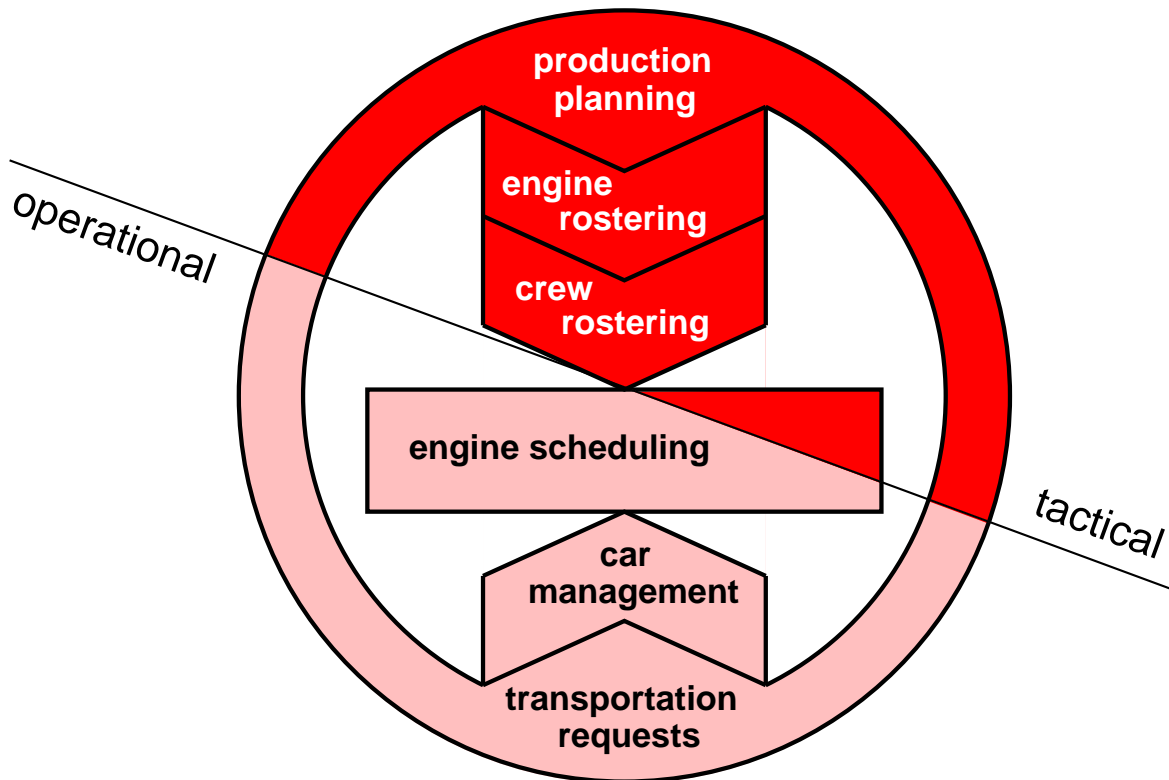 production
planning
engine
rostering
operational
crew
rostering
engine scheduling
tactical
car
management
transportation
requests